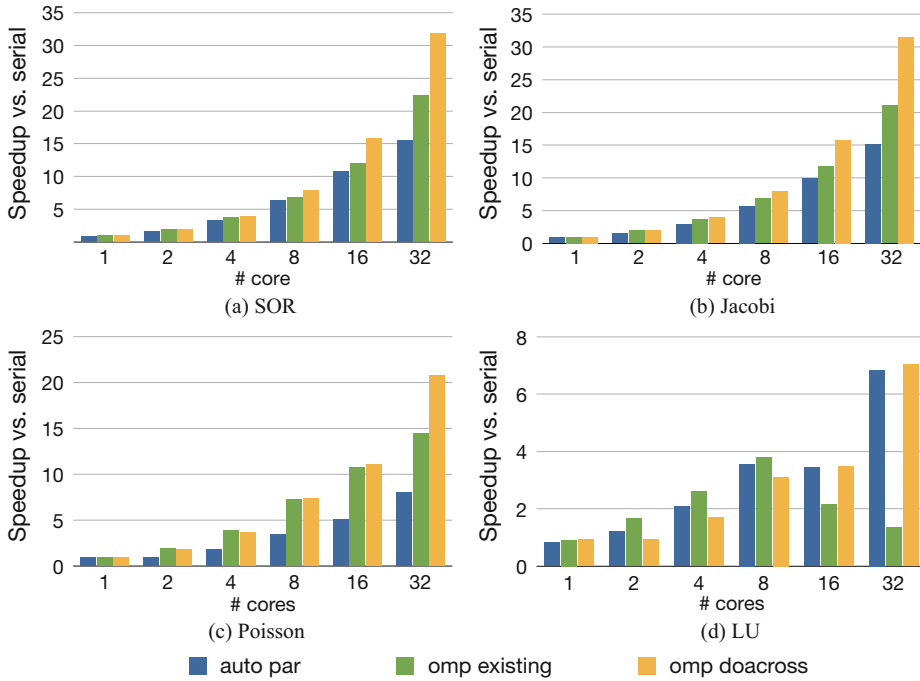 Speedup vs. serial
35
30
25
20
15
10
5
1 2 4 8 16 32
# core
(a) SOR
Speedup vs. serial
35
30
25
20
15
10
5
0
1 2 4 8 16 32
# core
(b) Jacobi
Speedup vs. serial
25
20
15
10
5
0
1 2 4 8 16 32
# cores
(c) Poisson
Speedup vs. serial
8
6
4
2
0
1 2 4 8 16 32
# cores
(d) LU
auto par omp existing omp doacross